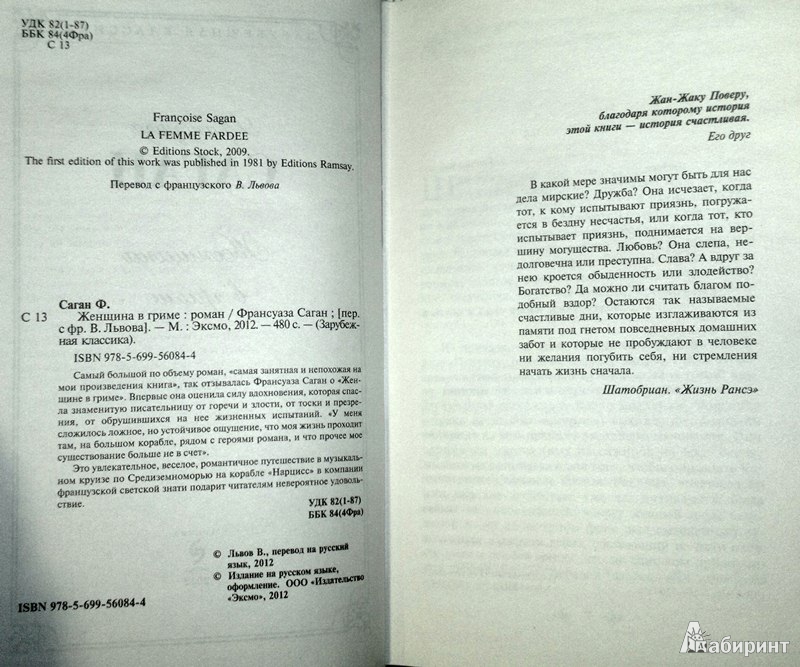 УДК 82(1-87)
ББК 84(4Фра)
С 13
Françoise Sagan
LA FEMME FARDEE
© Editions Stock, 2009.
The first edition of this work was published in 1981 by Editions Ramsay.
Перевод с французского В. Львова
Саган Ф.
С 13 Женщина в гриме : роман / Франсуаза Саган ; [пер.
с фр. В. Львова]. — М. : Эксмо, 2012. — 480 с. — (Зарубеж-
ная классика).
ISBN 978-5-699-56084-4
Самый большой по объему роман, «самая занятная и непохожая на
мои произведения книга», так отзывалась Франсуаза Саган о «Жен-
щине в гриме». Впервые она оценила силу вдохновения, которая спас-
ла знаменитую писательницу от горечи и злости, от тоски и презре-
ния, от обрушившихся на нее жизненных испытаний. «У меня
сложилось ложное, но устойчивое ощущение, что моя жизнь проходит
там, на большом корабле, рядом с героями романа, и что прочее мое
существование больше не в счет».
Это увлекательное, веселое, романтичное путешествие в музыкаль-
ном круизе по Средиземноморью на корабле «Нарцисс» в компании
французской светской знати подарит читателям невероятное удоволь-
ствие.
УДК 82(1-87)
ББК 84(4Фра)
© Львов В., перевод на русский
язык, 2012
© Издание на русском языке,
оформление. ООО «Издательство
«Эксмо», 2012
ISBN 978-5-699-56084-4
Жан-Жаку Поверу,
благодаря которому история
этой книги — история счастливая.
Его друг
В какой мере значимы могут быть для нас
дела мирские? Дружба? Она исчезает, когда
тот, к кому испытывают приязнь, погружа-
ется в бездну несчастья, или когда тот, кто
испытывает приязнь, поднимается на вер-
шину могущества. Любовь? Она слепа, не-
долговечна или преступна. Слава? А вдруг за
нею кроется обыденность или злодейство?
Богатство? Да можно ли считать благом по-
добный вздор? Остаются так называемые
счастливые дни, которые изглаживаются из
памяти под гнетом повседневных домашних
забот и которые не пробуждают в человеке
ни желания погубить себя, ни стремления
начать жизнь сначала.
Шатобриан. «Жизнь Рансэ»
Лабиринт